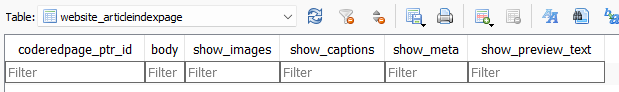 Table: website_articleindexpage
coderedpage_ptr_id body show_images show_captions show_meta show_preview_text
Filter Filter Filter Filter Filter Filter